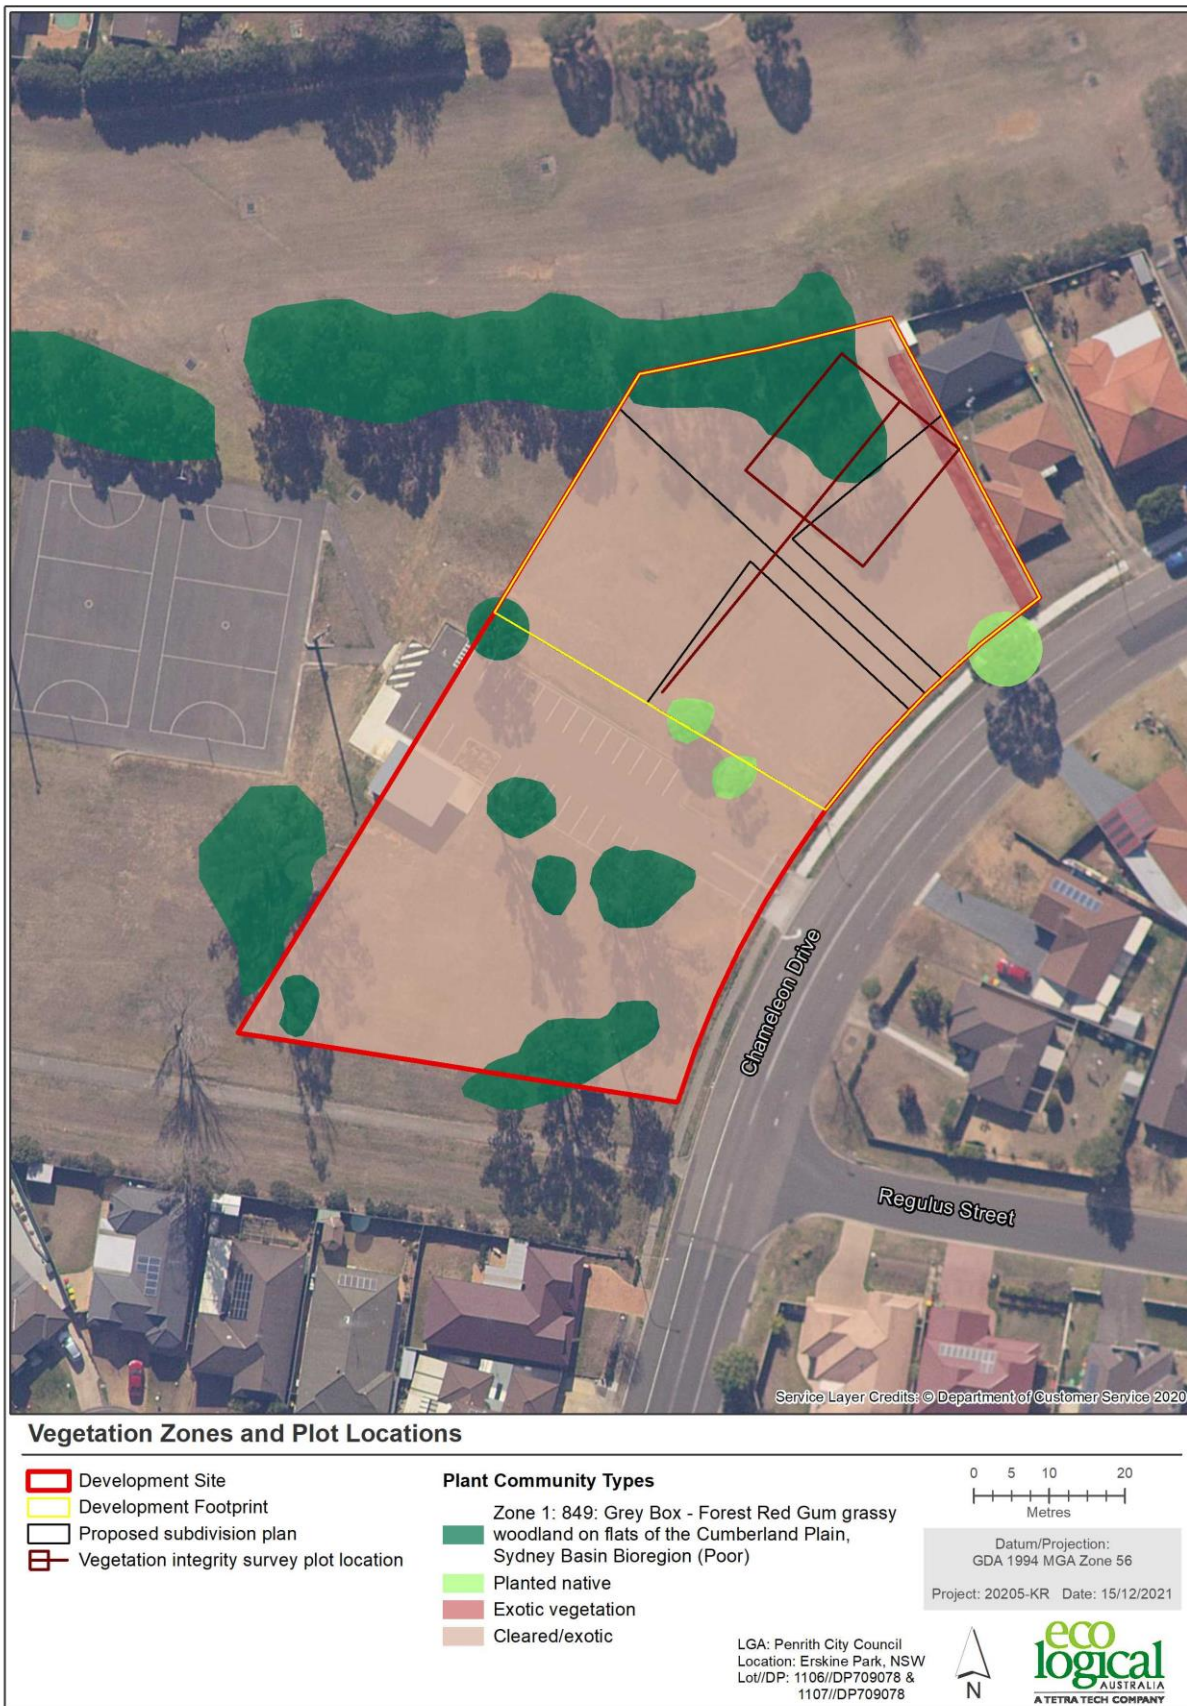 Chameleon Drive
Regulus Street
Service Layer Credits: © Department of Customer Service 2020
Vegetation Zones and Plot Locations
Development Site
Development Footprint
Proposed subdivision plan
Vegetation integrity survey plot location
Plant Community Types
Zone 1: 849: Grey Box - Forest Red Gum grassy
woodland on flats of the Cumberland Plain,
Sydney Basin Bioregion (Poor)
Planted native
Exotic vegetation
Cleared/exotic
0 5 10 20
Metres
Datum/Projection:
GDA 1994 MGA Zone 56
Project: 20205-KR Date: 15/12/2021
LGA: Penrith City Council
Location: Erskine Park, NSW
Lot//DP: 1106//DP709078 &
1107//DP709078
N
eco
logical
AUSTRALIA
A TETRA TECH COMPANY